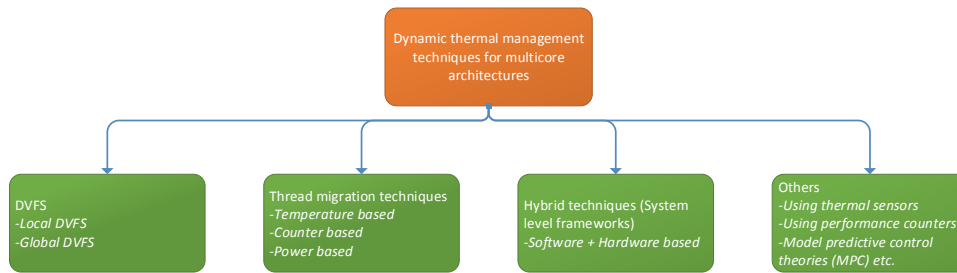 Dynamic thermal management
techniques for multicore
architectures
DVFS
-Local DVFS
-Global DVFS
Thread migration techniques
-Temperature based
-Counter based
-Power based
Hybrid techniques (System
level frameworks)
-Software + Hardware based
Others
-Using thermal sensors
-Using performance counters
-Model predictive control
theories (MPC) etc.